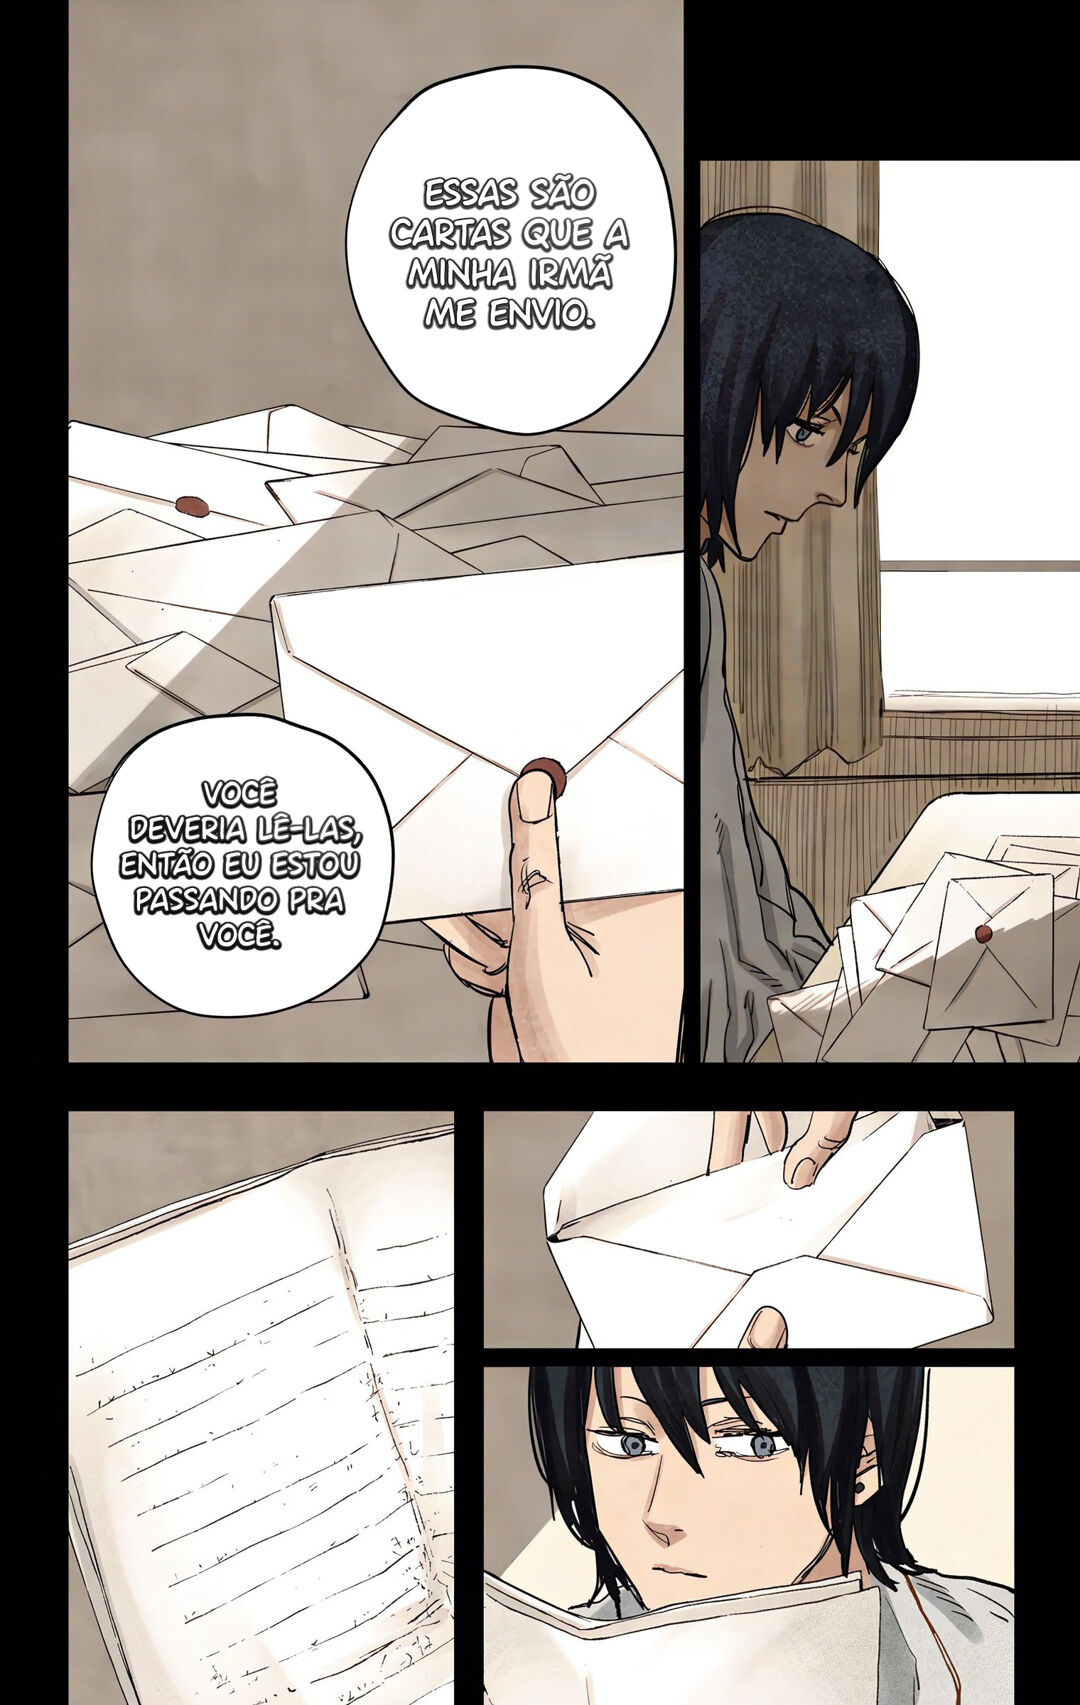 ESSAS SÃO
CARTAS QUE A
MINHA IRMÃ
ME ENVIO.
VOCÊ
DEVERIA LÊ-LAS,
ENTÃO EU ESTOU
PASSANDO PRA
VOCÊ.